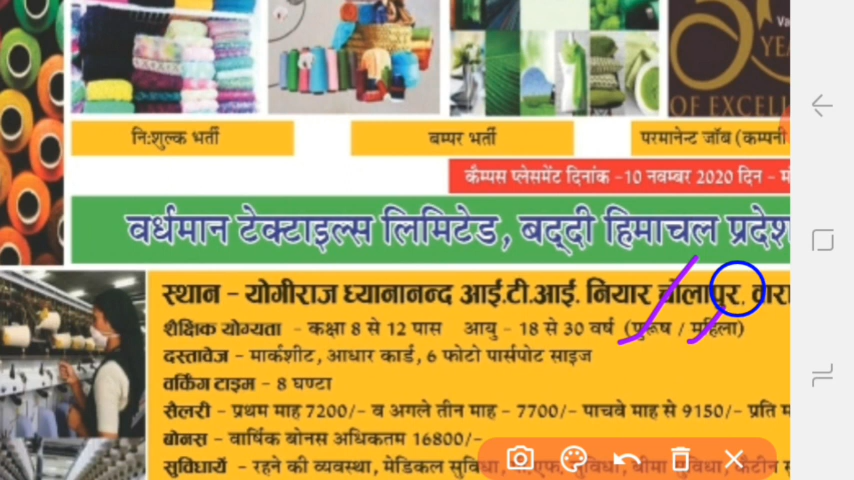 YE
OF EXCELL
नि:शुल्क भर्ती
बम्पर भर्ती
परमानेन्ट जॉब (कम्पनी
कैम्पस प्लेसमेंट दिनांक -10 नवम्बर 2020 दिन -
वर्धमान टेक्टाइल्स लिमिटेड, बद्दी हिमाचल प्रदेश
स्थान - योगीराज ध्यानानन्द आई.टी.आई. नियार चोलापुर,
शैक्षिक योग्यता - कक्षा 8 से 12 पास आयु - 18 से 30 वर्ष (पुरूष / महिला)
दस्तावेज - मार्कशीट, आधार कार्ड, 6 फोटो पार्सपोट साइज
वर्किंग टाइम - 8 घण्टा
सैलरी - प्रथम माह 7200/- व अगले तीन माह - 7700/- पाचवे माह से 9150/- प्रति
बोनस - वार्षिक बोनस अधिकतम 16800/-
सुविधायें - रहने की व्यवस्था, मेडिकल सुविधा, सुविधा, बीमा सुविधा,